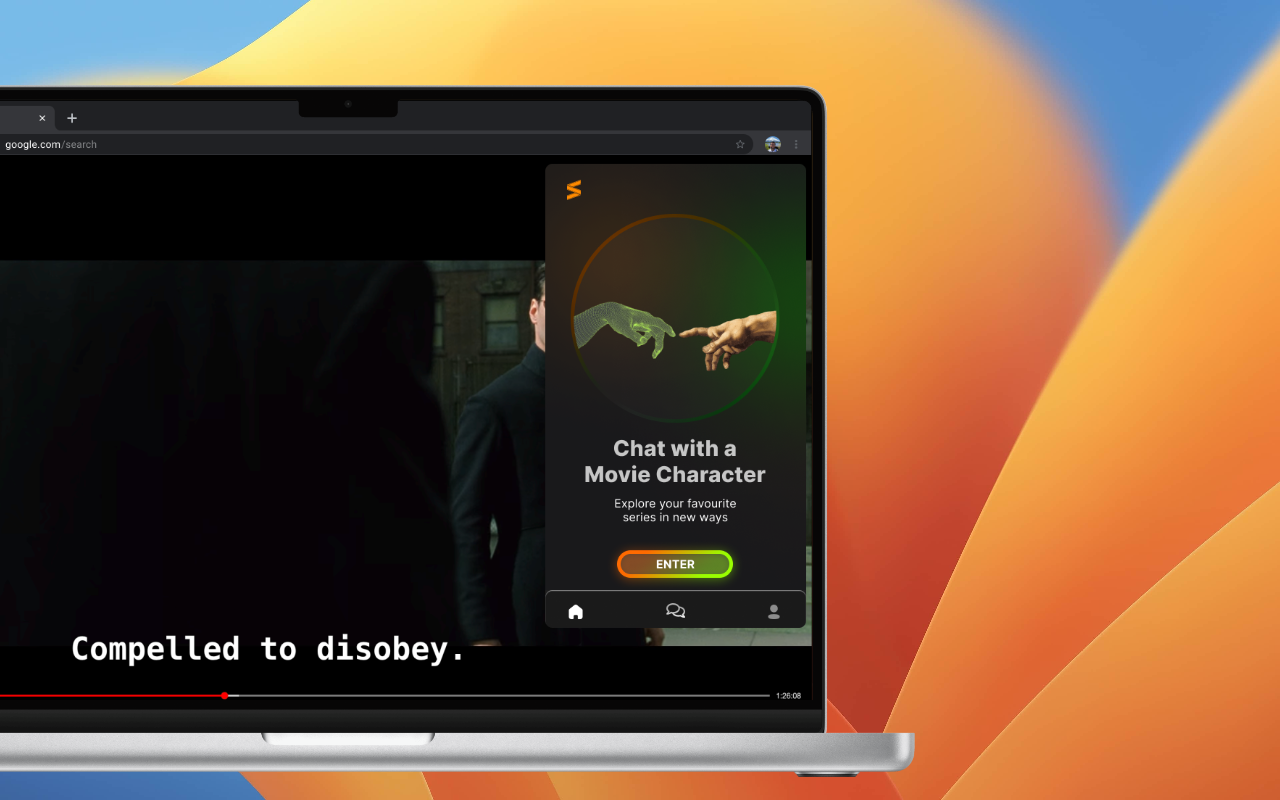 google.com/search
Chat with a
Movie Character
Explore your favourite
series in new ways
ENTER
Compelled to disobey.
1:26:08